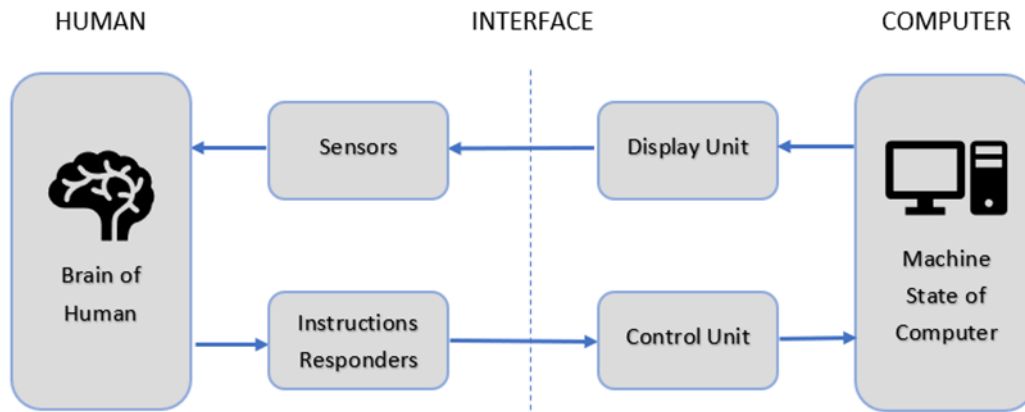 HUMAN
INTERFACE
COMPUTER
Sensors
Display Unit
Brain of
Human
Machine
State of
Computer
Instructions
Responders
Control Unit